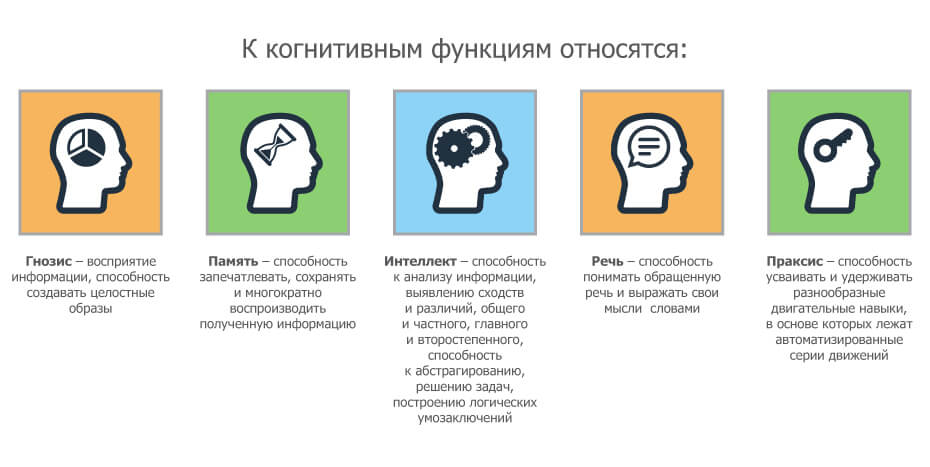 К когнитивным функциям относятся:
Гнозис – восприятие
информации, способность
создавать целостные
образы
Память – способность
запечатлевать, сохранять
и многократно
воспроизводить
полученную информацию
Интеллект – способность
к анализу информации,
выявлению сходств
и различий, общего
и частного, главного
и второстепенного,
способность
к абстрагированию,
решению задач,
построению логических
умозаключений
Речь – способность
понимать обращенную
речь и выражать свои
мысли словами
Праксис – способность
усваивать и удерживать
разнообразные
двигательные навыки,
в основе которых лежат
автоматизированные
серии движений